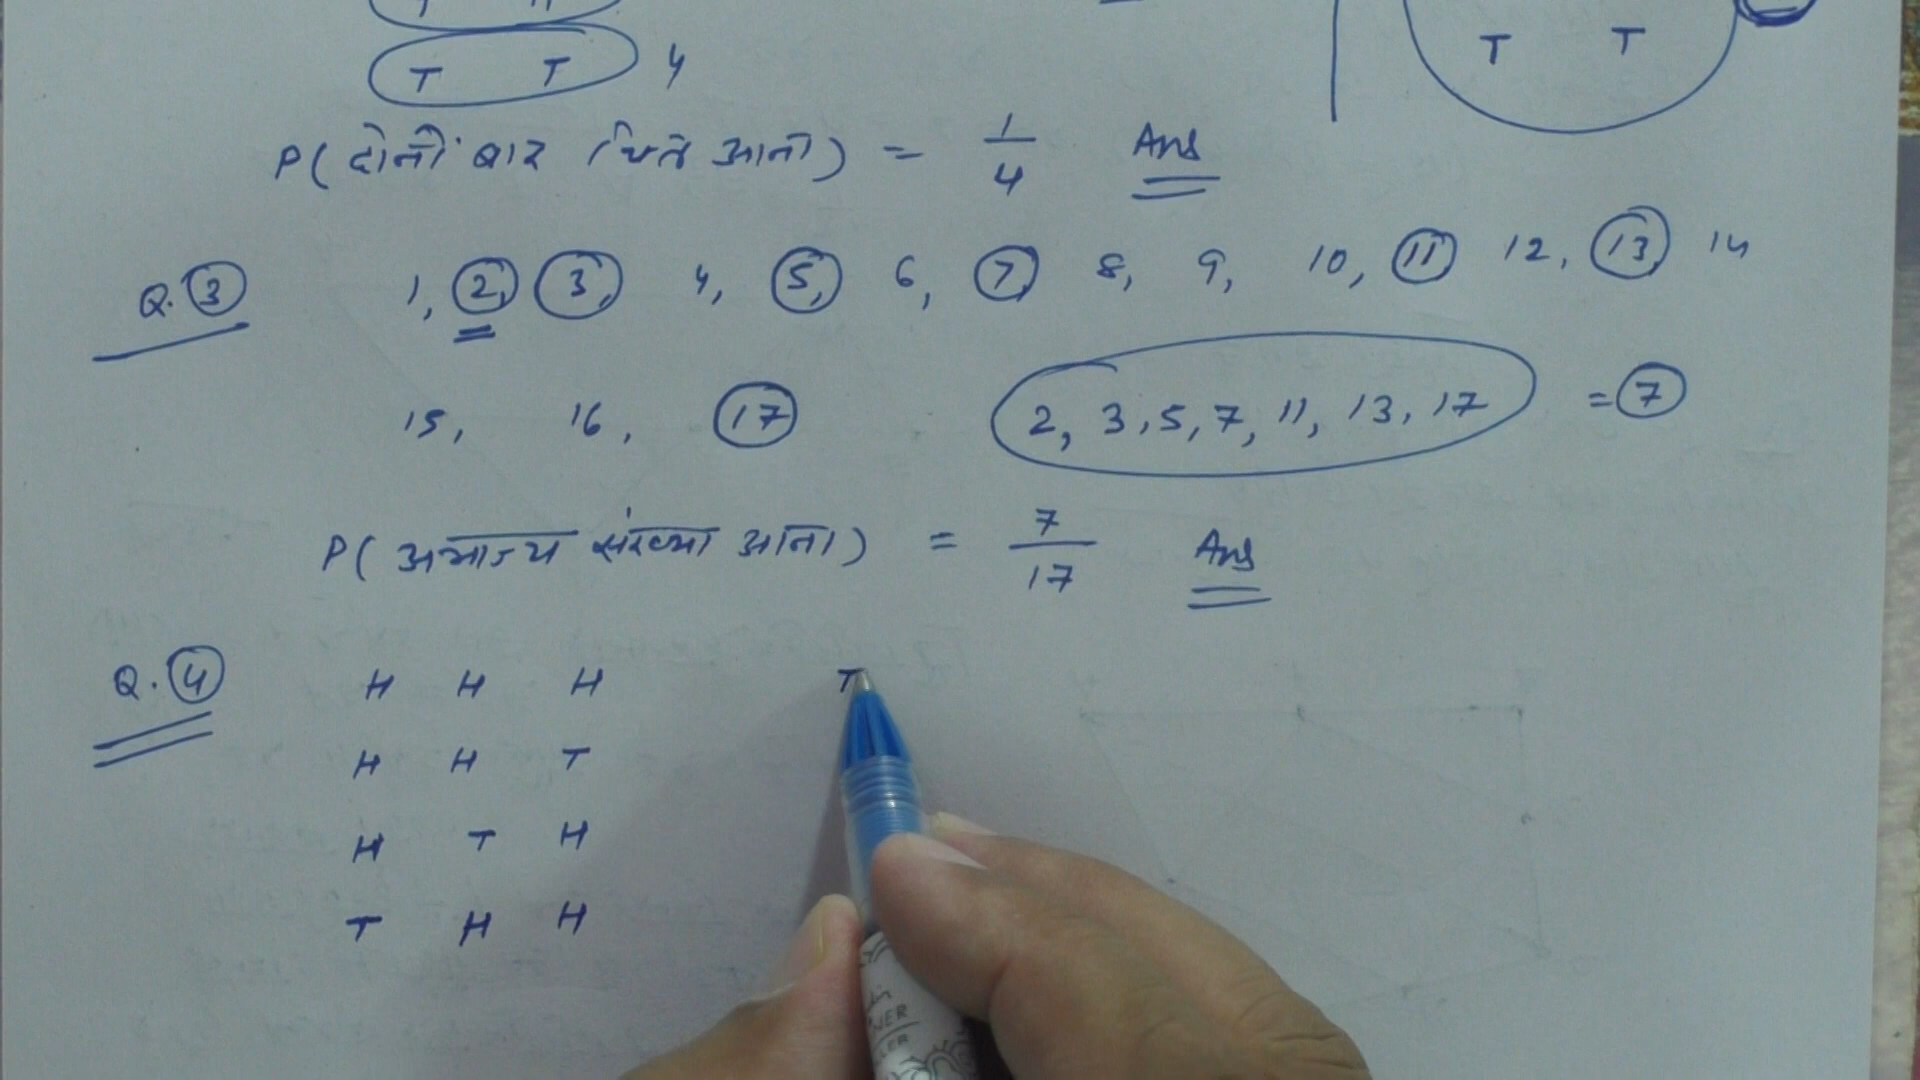 T T 4
T T
P(दोनों बार चित आना) = 1/4 Ans
Q.3 1, 2, 3, 4, 5, 6, 7, 8, 9, 10, 11 12, 13, 14
15, 16, 17 2, 3, 5, 7, 11, 13, 17 = 7
P(अभाज्य संख्या आना) = 7/17 Ans
Q.4 H H H T
H H T
H T H
T H H